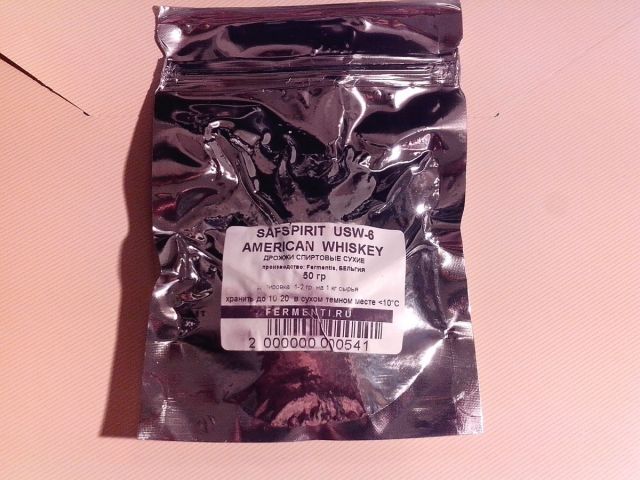 SAFSPIRIT USW-6
AMERICAN WHISKEY
ДРОЖЖИ СПИРТОВЫЕ СУХИЕ
производство: Fermentis, БЕЛЬГИЯ
50 гр
1-2 гр на 1 кг сырья
хранить до 10 20 в сухом темном месте <10°C
FERMENTI.RU
2 000000 000541